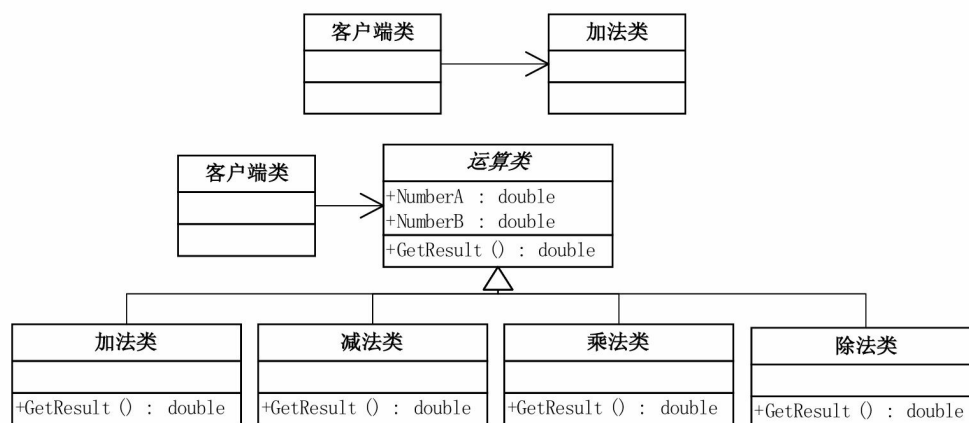 客户端类
加法类
客户端类
运算类
+NumberA : double
+NumberB : double
+GetResult () : double
加法类
减法类
乘法类
除法类
+GetResult () : double
+GetResult () : double
+GetResult () : double
+GetResult () : double